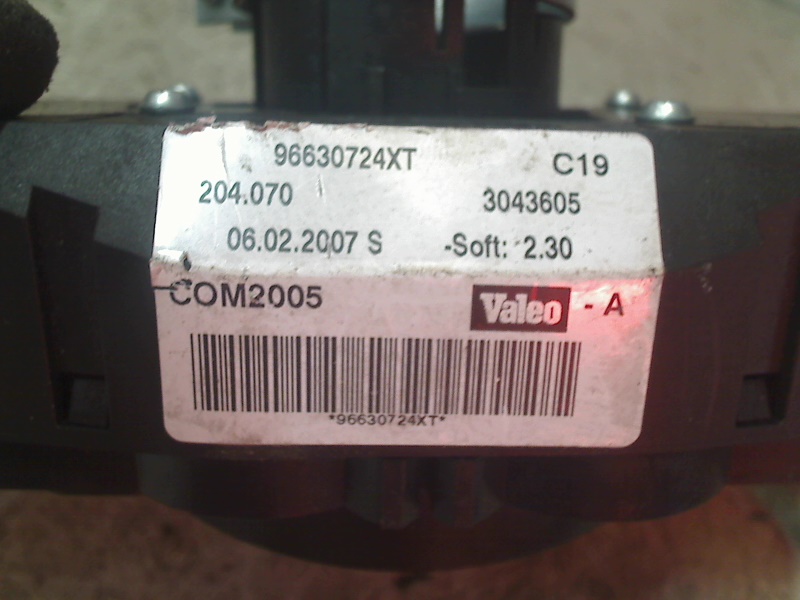 96630724XT C19
204.070 3043605
06.02.2007 S -Soft: 2.30
COM2005 Valeo - A
*96630724XT*